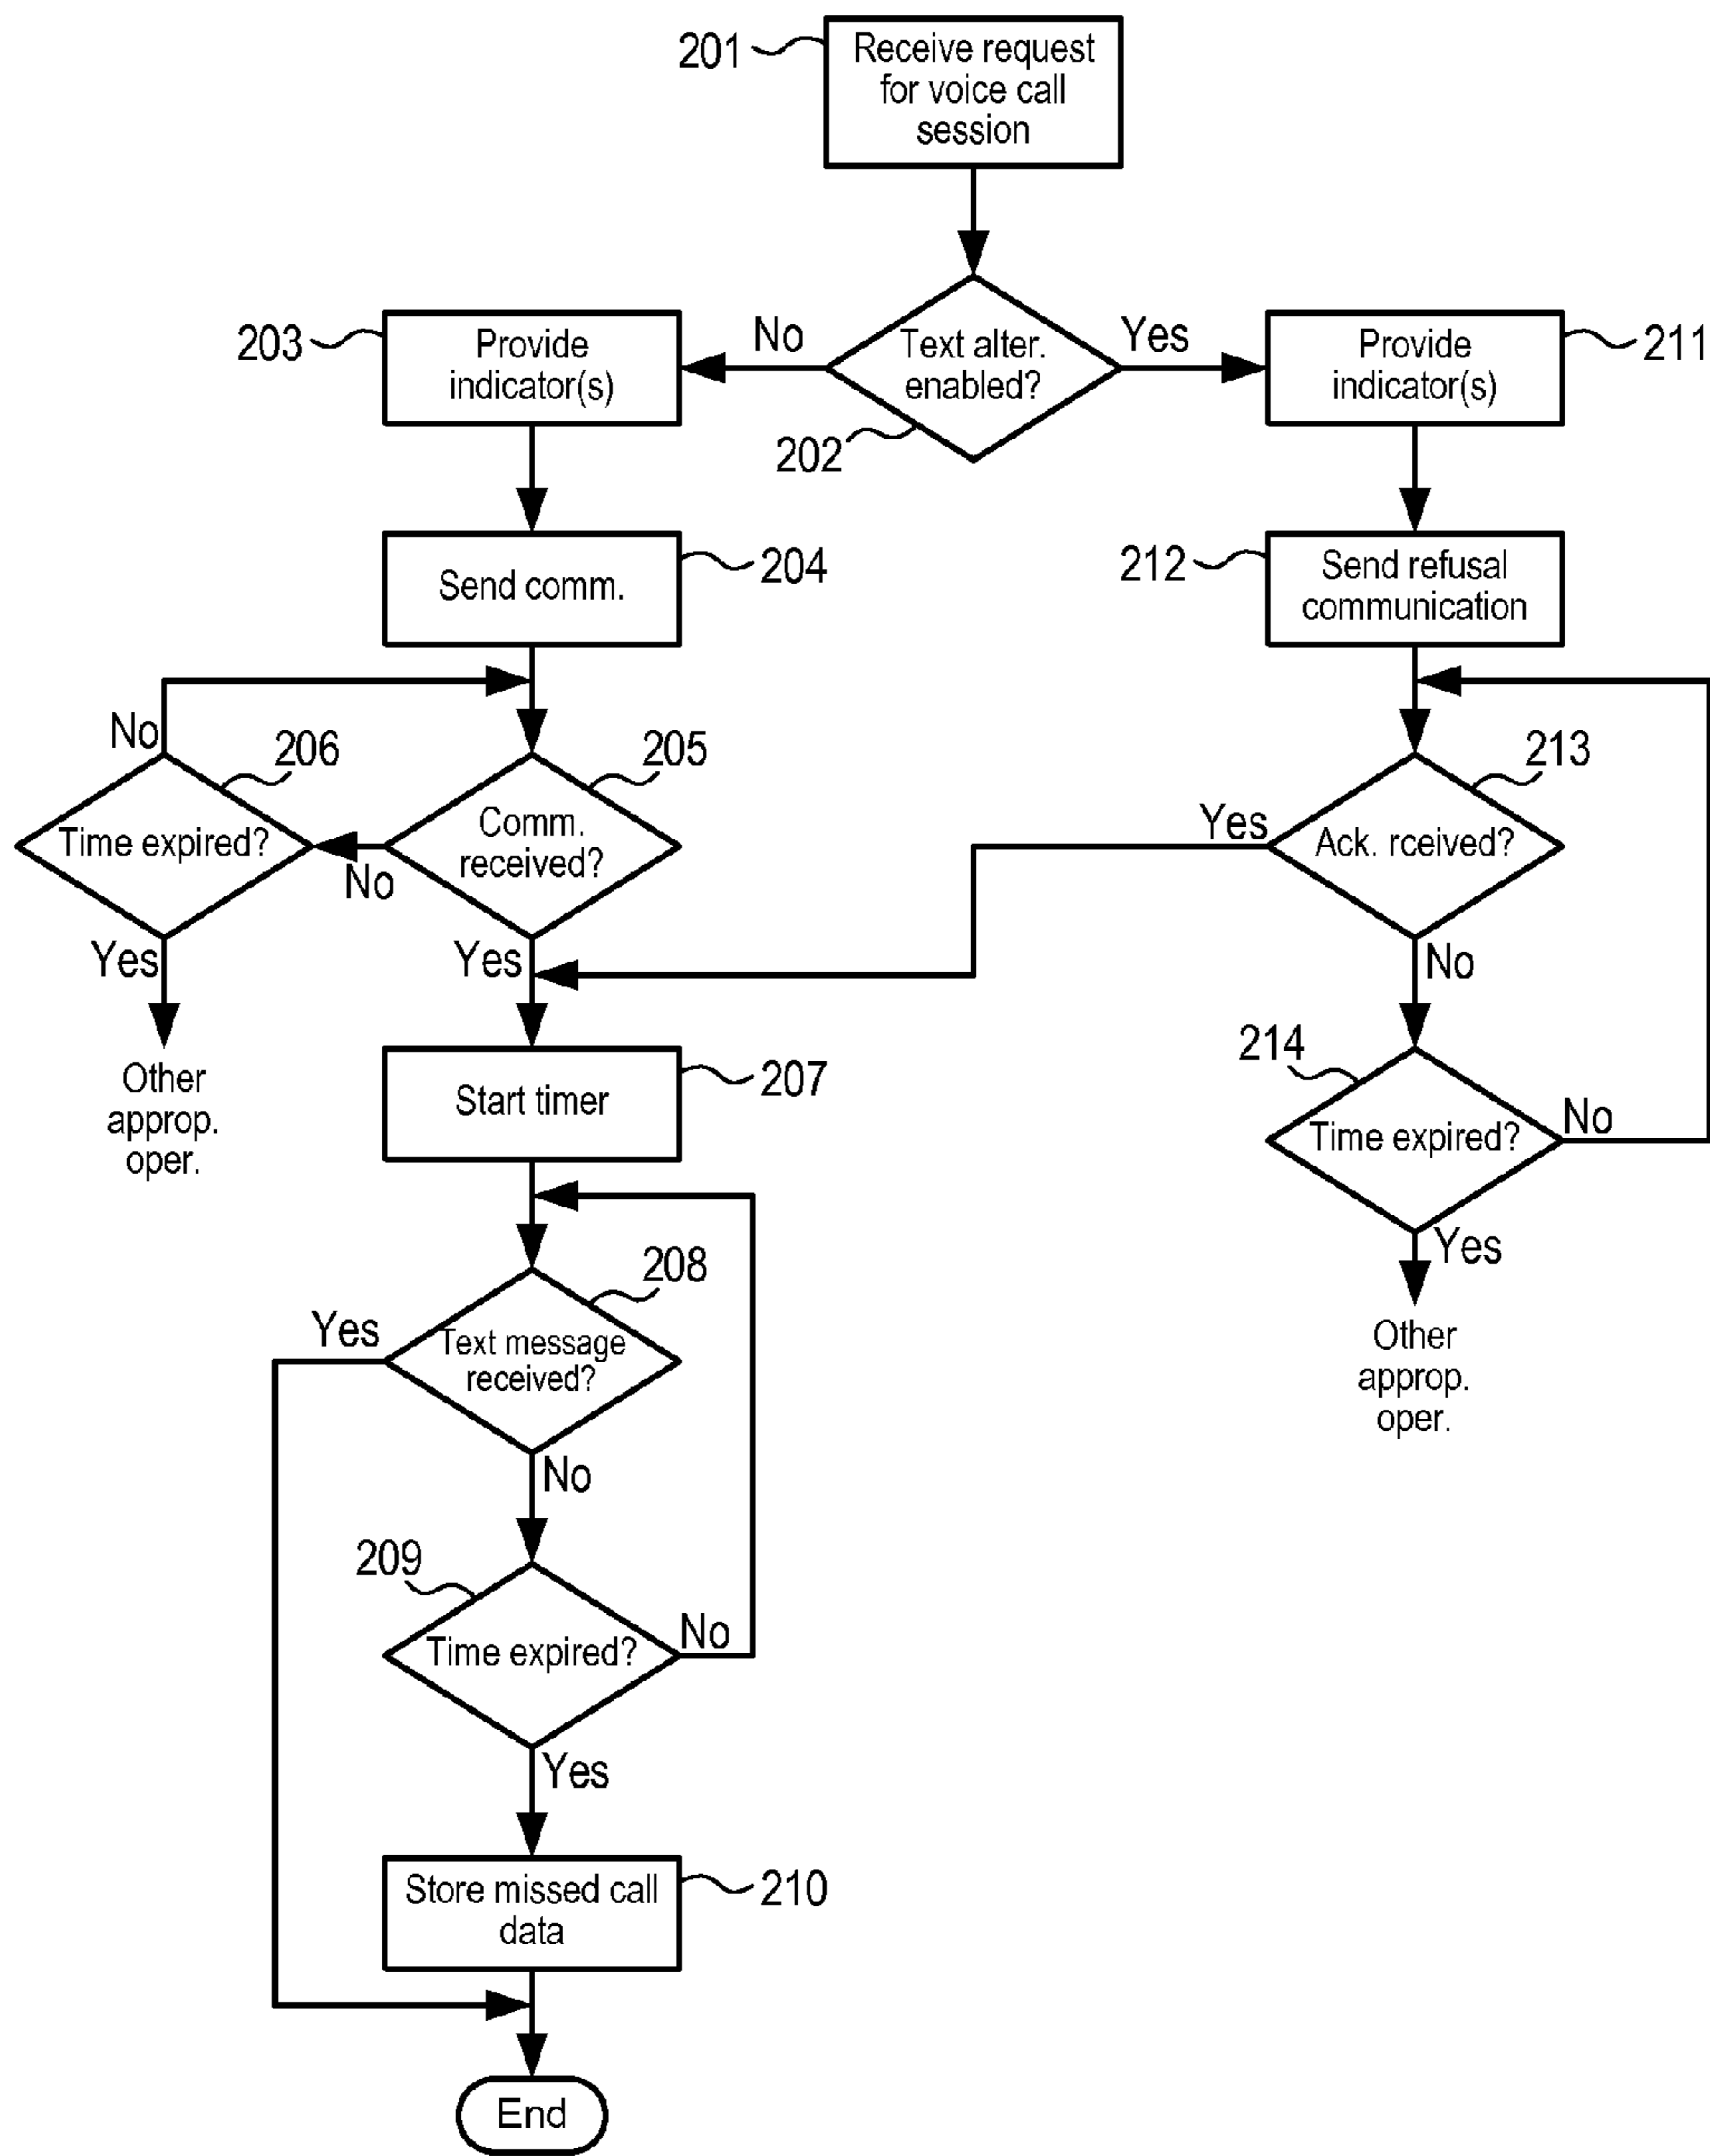 201
Receive request
for voice call
session
203
Provide
indicator(s)
No
Text alter.
enabled?
Yes
Provide
indicator(s)
211
202
Send comm.
204
212
Send refusal
communication
No
206
205
213
Time expired?
No
Comm.
received?
Yes
Ack. rceived?
Yes
Yes
No
Other
approp.
oper.
Start timer
207
214
Time expired?
No
Yes
208
Yes
Text message
received?
Other
approp.
oper.
No
209
Time expired?
No
Yes
Store missed call
data
210
End